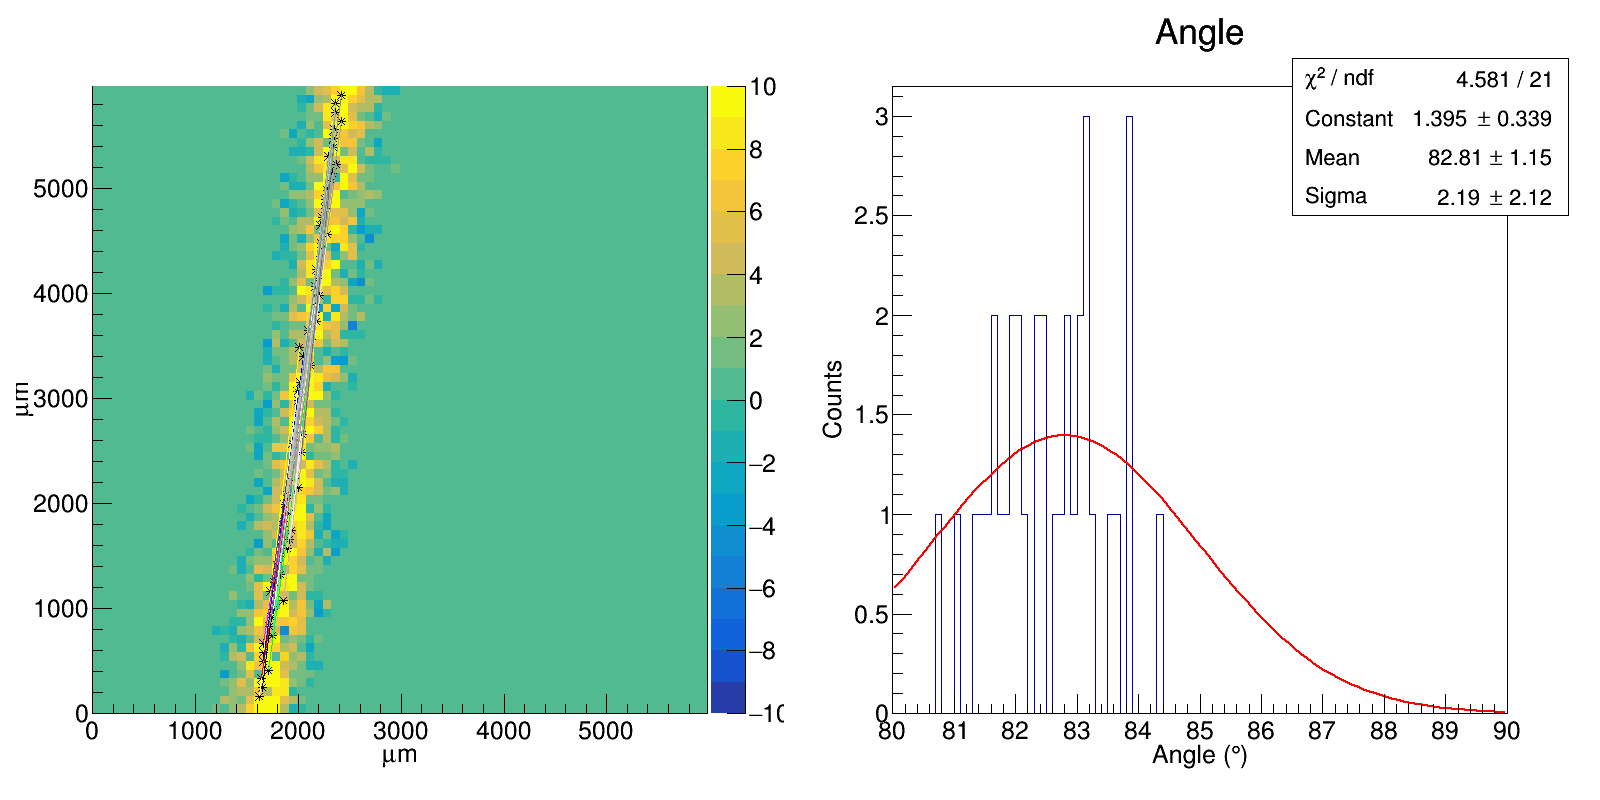 Angle
χ² / ndf 4.581 / 21
Constant 1.395 ± 0.339
Mean 82.81 ± 1.15
Sigma 2.19 ± 2.12
μm
5000
4000
3000
2000
1000
0
0 1000 2000 3000 4000 5000
μm
10
8
6
4
2
0
−2
−4
−6
−8
−10
Counts
3
2.5
2
1.5
1
0.5
0
80 81 82 83 84 85 86 87 88 89 90
Angle (°)